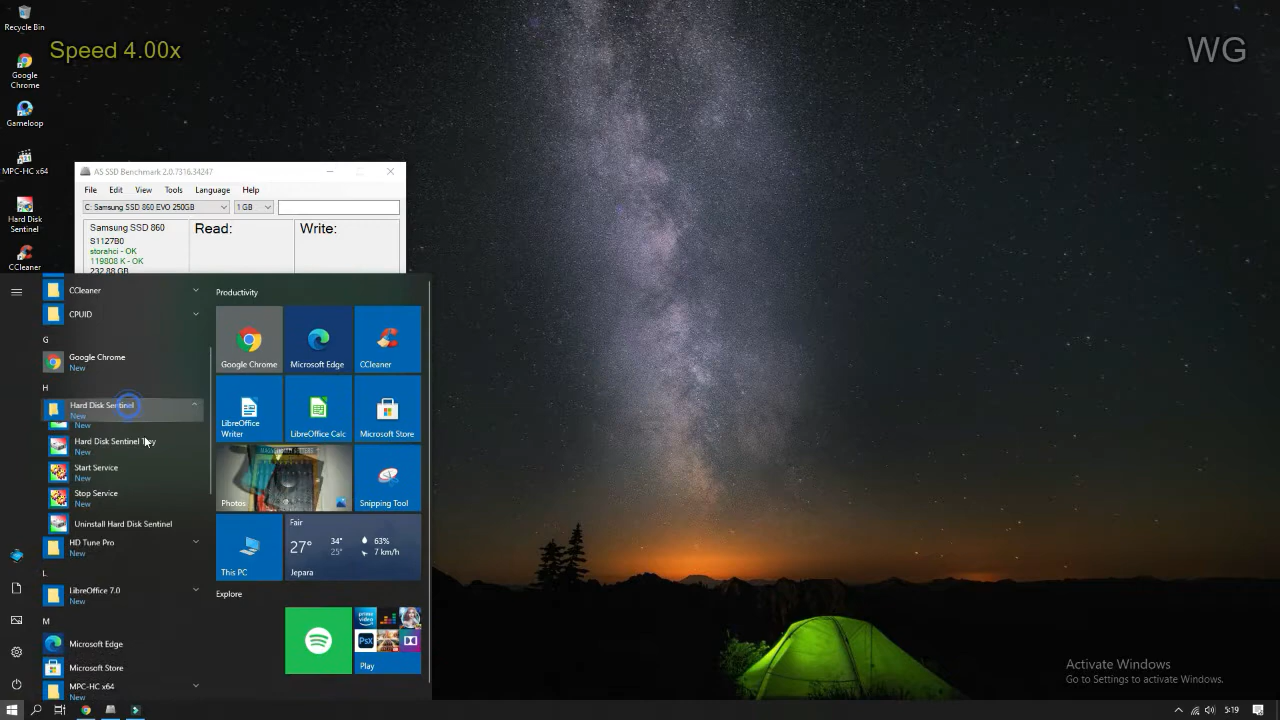 Recycle Bin
Speed 4.00x
WG
Google
Chrome
Gameloop
MPC-HC x64
Hard Disk
Sentinel
CCleaner
AS SSD Benchmark 2.0.7316.34247
File Edit View Tools Language Help
C: Samsung SSD 860 EVO 250GB 1 GB
Samsung SSD 860 Read: Write:
S1127B0
storahci - OK
119808 K - OK
232.88 GB
CCleaner
CPUID
G
Google Chrome
New
H
Hard Disk Sentinel
New
New
Hard Disk Sentinel Tray
New
Start Service
New
Stop Service
New
Uninstall Hard Disk Sentinel
HD Tune Pro
New
L
LibreOffice 7.0
New
M
Microsoft Edge
Microsoft Store
MPC-HC x64
New
Productivity
Google Chrome
Microsoft Edge
CCleaner
LibreOffice
Writer
LibreOffice Calc
Microsoft Store
Photos
Snipping Tool
This PC
Fair
27° 34° 63%
25° 7 km/h
Jepara
Explore
prime
video
Play
Activate Windows
Go to Settings to activate Windows.
5:19